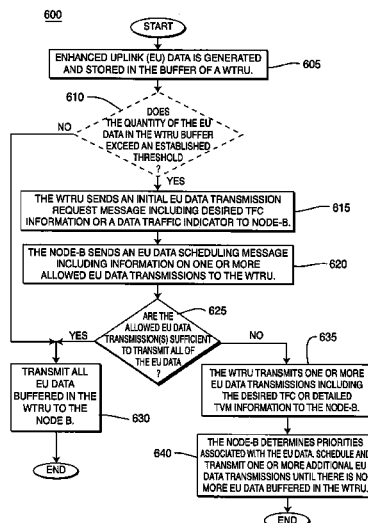 600
START
ENHANCED UPLINK (EU) DATA IS GENERATED
AND STORED IN THE BUFFER OF A WTRU.
605
610
DOES
THE QUANTITY OF THE EU
DATA IN THE WTRU BUFFER
EXCEED AN ESTABLISHED
THRESHOLD
?
NO
YES
THE WTRU SENDS AN INITIAL EU DATA TRANSMISSION
REQUEST MESSAGE INCLUDING DESIRED TFC
INFORMATION OR A DATA TRAFFIC INDICATOR TO NODE-B.
615
THE NODE-B SENDS AN EU DATA SCHEDULING MESSAGE
INCLUDING INFORMATION ON ONE OR MORE
ALLOWED EU DATA TRANSMISSIONS TO THE WTRU.
620
625
ARE THE
ALLOWED EU DATA
TRANSMISSION(S) SUFFICIENT
TO TRANSMIT ALL OF
THE EU DATA
?
YES
NO
TRANSMIT ALL
EU DATA
BUFFERED IN THE
WTRU TO THE
NODE B.
630
END
635
THE WTRU TRANSMITS ONE OR MORE
EU DATA TRANSMISSIONS INCLUDING
THE DESIRED TFC OR DETAILED
TVM INFORMATION TO THE NODE-B.
THE NODE-B DETERMINES PRIORITIES
ASSOCIATED WITH THE EU DATA. SCHEDULE AND
TRANSMIT ONE OR MORE ADDITIONAL EU
DATA TRANSMISSIONS UNTIL THERE IS NO
MORE EU DATA BUFFERED IN THE WTRU.
640
END